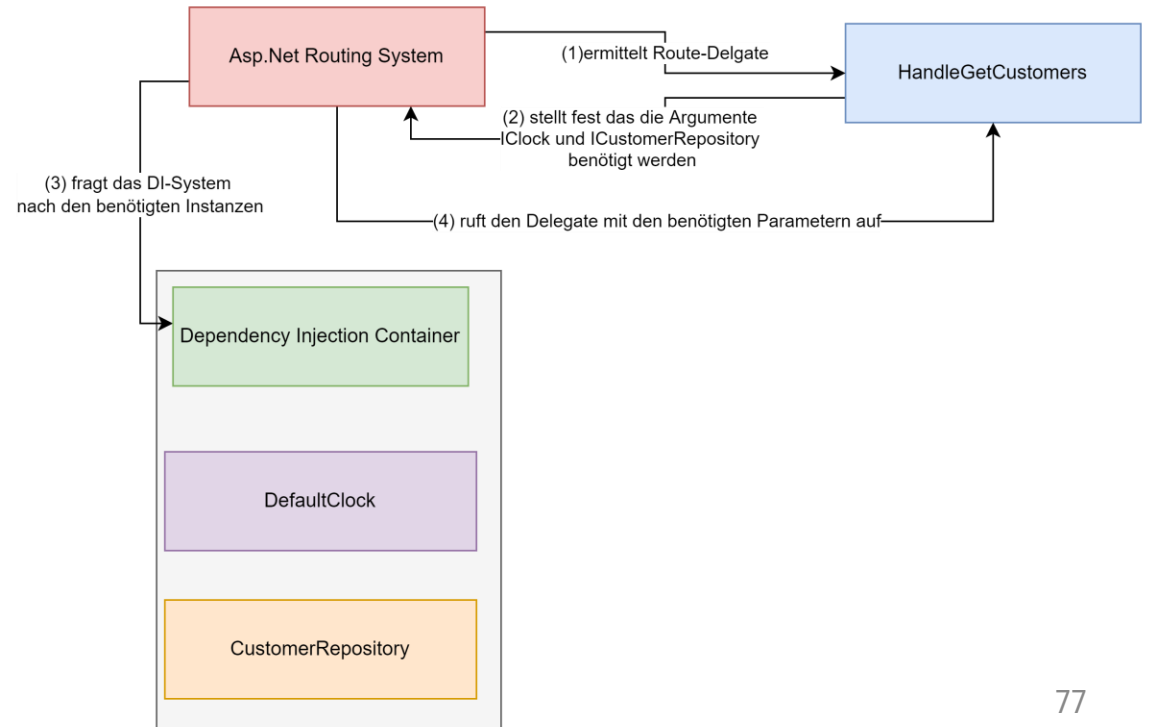 Asp.Net Routing System
(1)ermittelt Route-Delgate
HandleGetCustomers
(2) stellt fest das die Argumente
IClock und ICustomerRepository
benötigt werden
(3) fragt das DI-System
nach den benötigten Instanzen
(4) ruft den Delegate mit den benötigten Parametern auf
Dependency Injection Container
DefaultClock
CustomerRepository
77